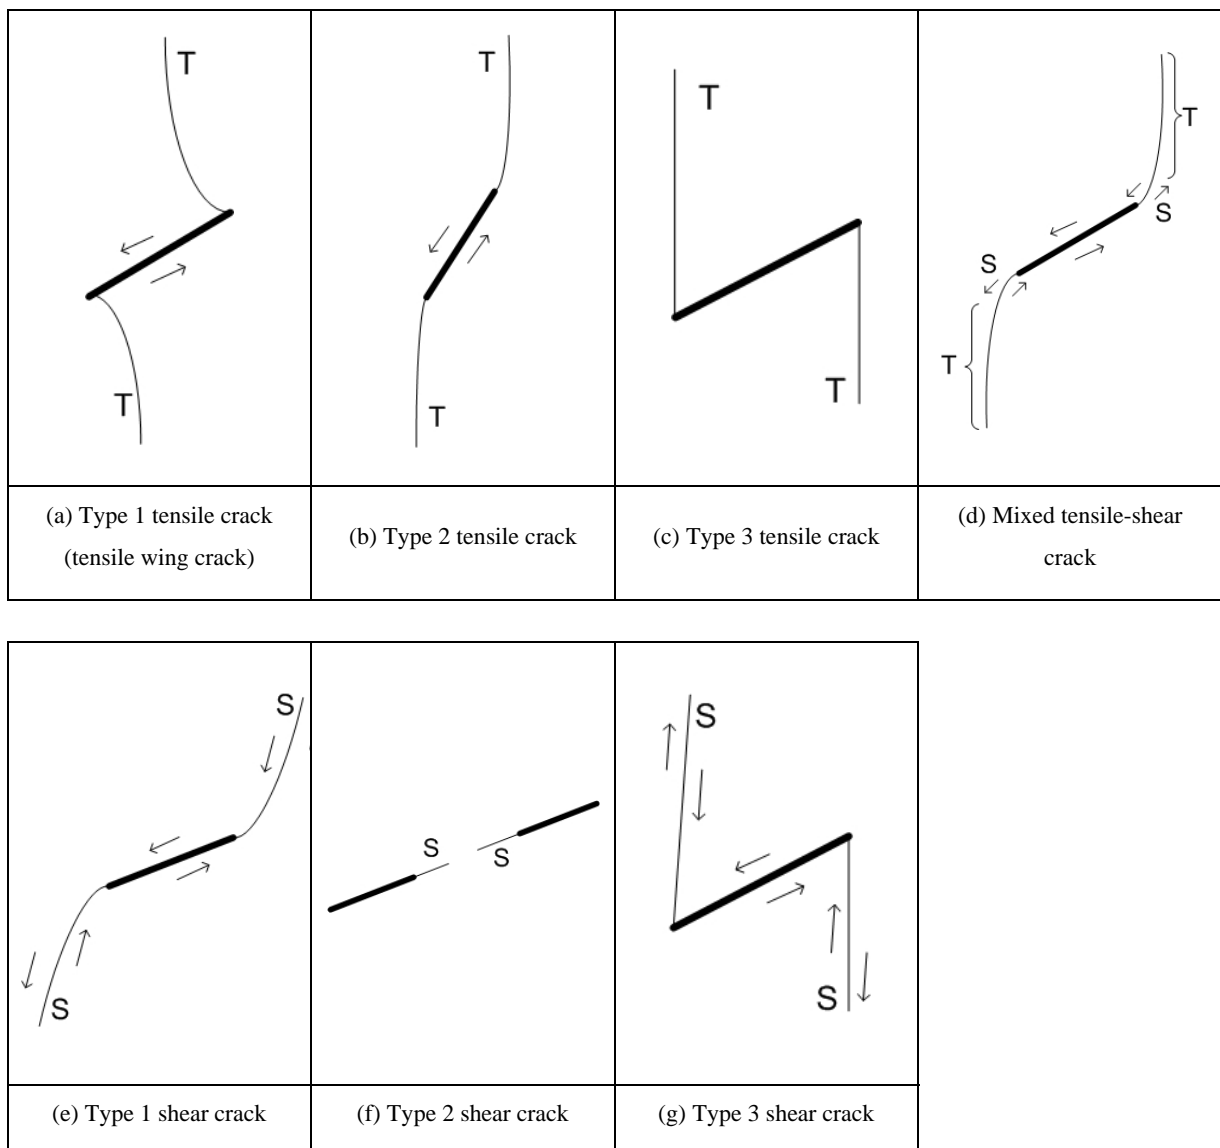 T
T
T
T
T
T
T
S
S
T
(a) Type 1 tensile crack
(tensile wing crack)
(b) Type 2 tensile crack
(c) Type 3 tensile crack
(d) Mixed tensile-shear
crack
S
S
S
S
S
S
(e) Type 1 shear crack
(f) Type 2 shear crack
(g) Type 3 shear crack